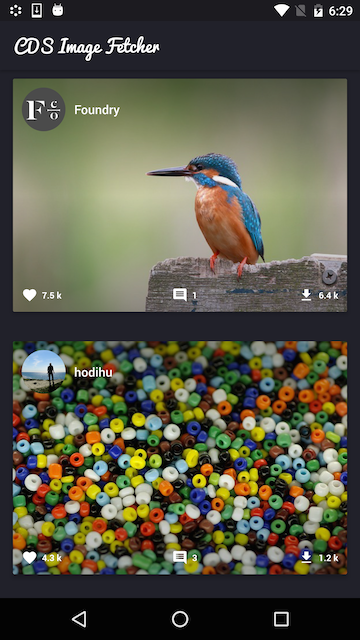 6:29
CDS Image Fetcher
F c/o
Foundry
7.5 k
1
6.4 k
hodihu
4.3 k
3
1.2 k